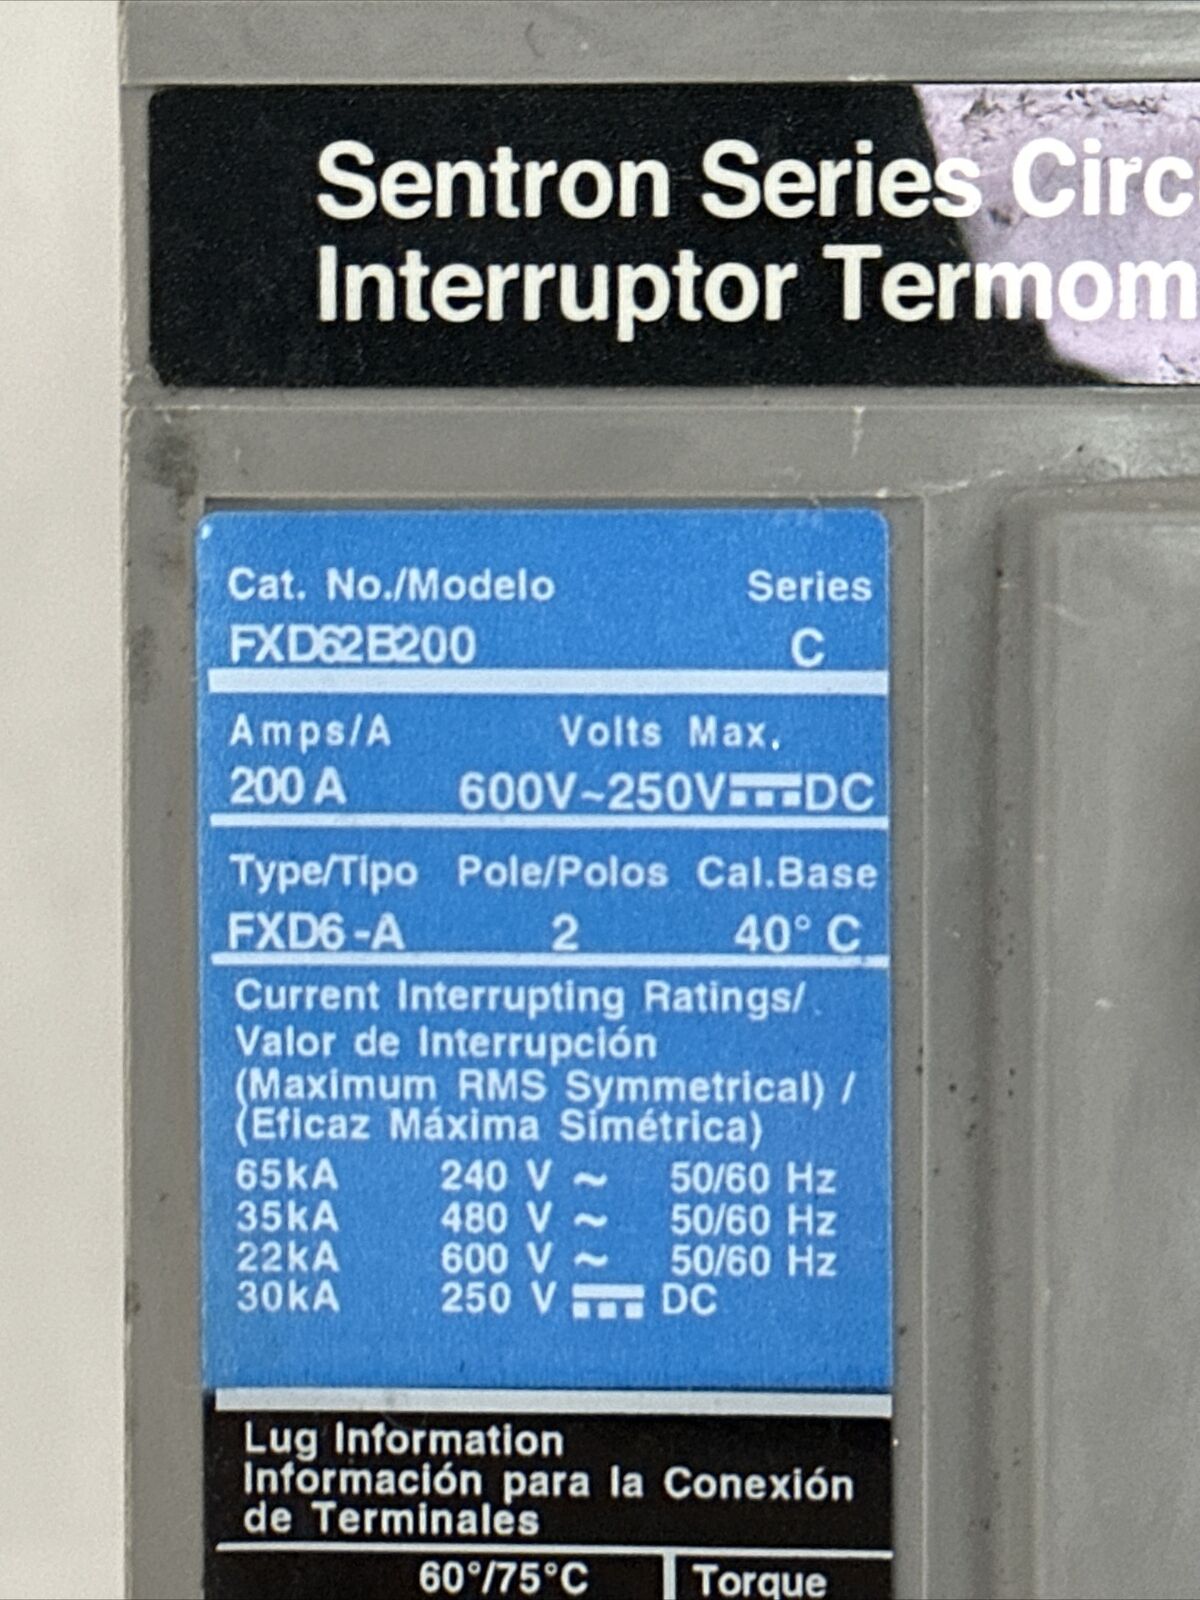 Sentron Series Circ
Interruptor Termom
Cat. No./Modelo Series
FXD62B200 C
Amps/A Volts Max.
200 A 600V~250V⎓DC
Type/Tipo Pole/Polos Cal.Base
FXD6-A 2 40° C
Current Interrupting Ratings/
Valor de Interrupción
(Maximum RMS Symmetrical) /
(Eficaz Máxima Simétrica)
65kA 240 V ~ 50/60 Hz
35kA 480 V ~ 50/60 Hz
22kA 600 V ~ 50/60 Hz
30kA 250 V ⎓ DC
Lug Information
Información para la Conexión
de Terminales
60°/75°C Torque